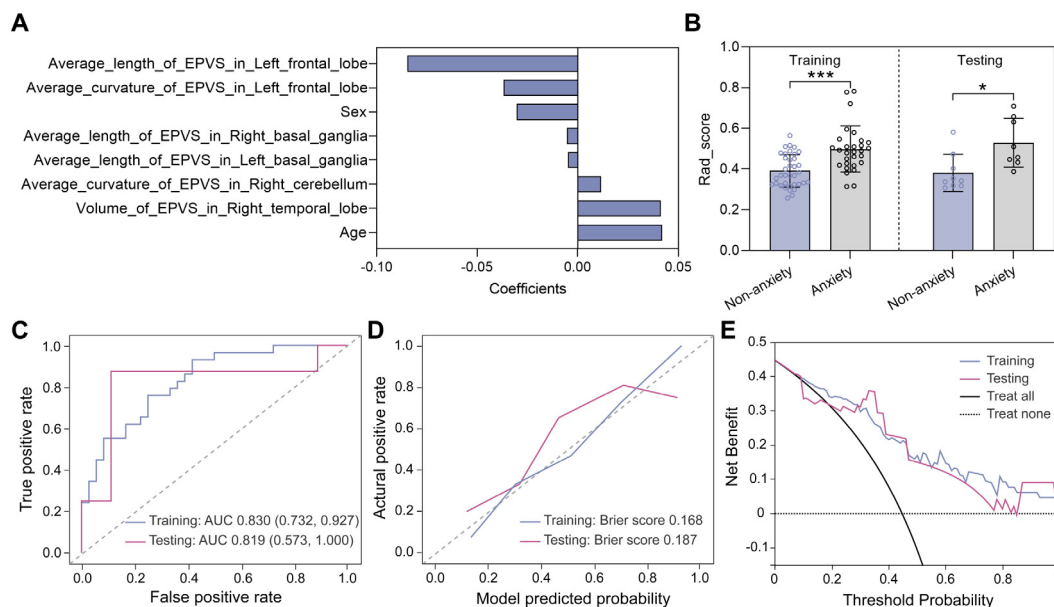 A
Average_length_of_EPVS_in_Left_frontal_lobe
Average_curvature_of_EPVS_in_Left_frontal_lobe
Sex
Average_length_of_EPVS_in_Right_basal_ganglia
Average_length_of_EPVS_in_Left_basal_ganglia
Average_curvature_of_EPVS_in_Right_cerebellum
Volume_of_EPVS_in_Right_temporal_lobe
Age
-0.10 -0.05 0.00 0.05
Coefficients
B
Rad_score
1.0
0.8
0.6
0.4
0.2
0.0
Training
***
Testing
*
Non-anxiety
Anxiety
Non-anxiety
Anxiety
C
True positive rate
1.0
0.8
0.6
0.4
0.2
0.0
Training: AUC 0.830 (0.732, 0.927)
Testing: AUC 0.819 (0.573, 1.000)
0.0 0.2 0.4 0.6 0.8 1.0
False positive rate
D
Actural positive rate
1.0
0.8
0.6
0.4
0.2
0.0
Training: Brier score 0.168
Testing: Brier score 0.187
0.0 0.2 0.4 0.6 0.8 1.0
Model predicted probability
E
Net Benefit
0.5
0.4
0.3
0.2
0.1
0
-0.1
Training
Testing
Treat all
Treat none
0 0.2 0.4 0.6 0.8
Threshold Probability